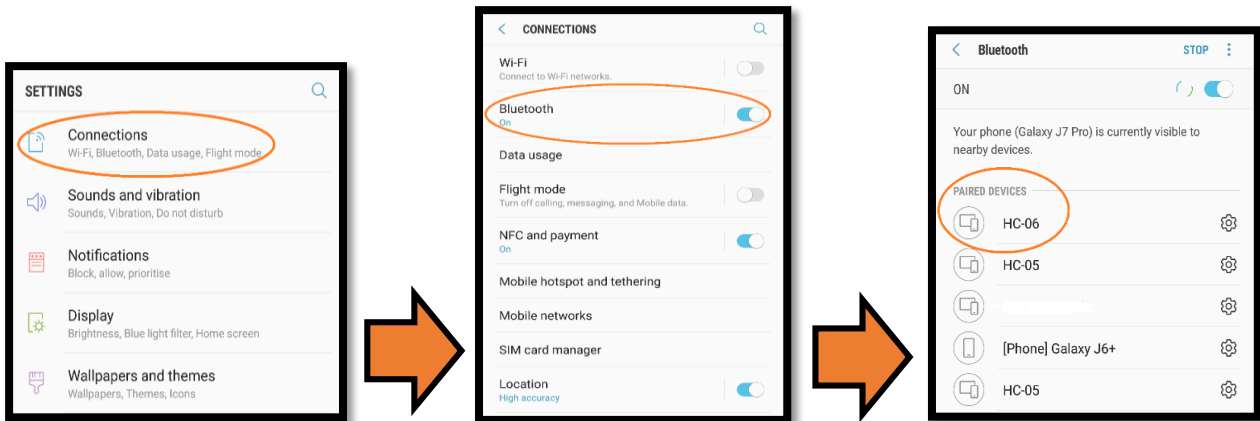 SETTINGS
Connections
Wi-Fi, Bluetooth, Data usage, Flight mode
Sounds and vibration
Sounds, Vibration, Do not disturb
Notifications
Block, allow, prioritise
Display
Brightness, Blue light filter, Home screen
Wallpapers and themes
Wallpapers, Themes, Icons
CONNECTIONS
Wi-Fi
Connect to Wi-Fi networks.
Bluetooth
On
Data usage
Flight mode
Turn off calling, messaging, and Mobile data.
NFC and payment
On
Mobile hotspot and tethering
Mobile networks
SIM card manager
Location
High accuracy
Bluetooth STOP
ON
Your phone (Galaxy J7 Pro) is currently visible to
nearby devices.
PAIRED DEVICES
HC-06
HC-05
[Phone] Galaxy J6+
HC-05